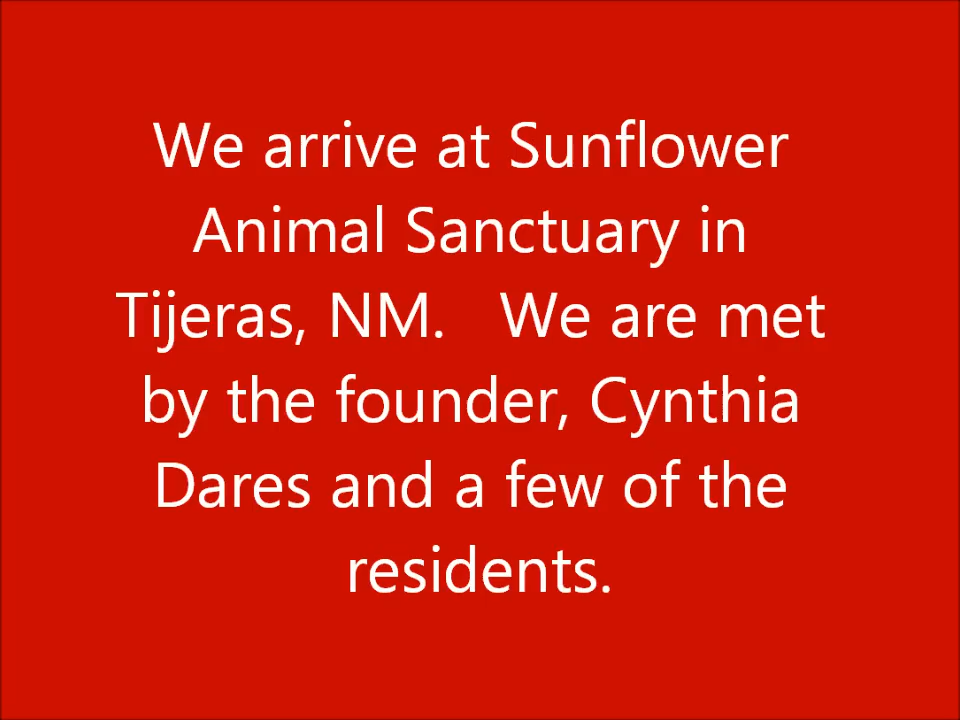 We arrive at Sunflower
Animal Sanctuary in
Tijeras, NM.   We are met
by the founder, Cynthia
Dares and a few of the
residents.